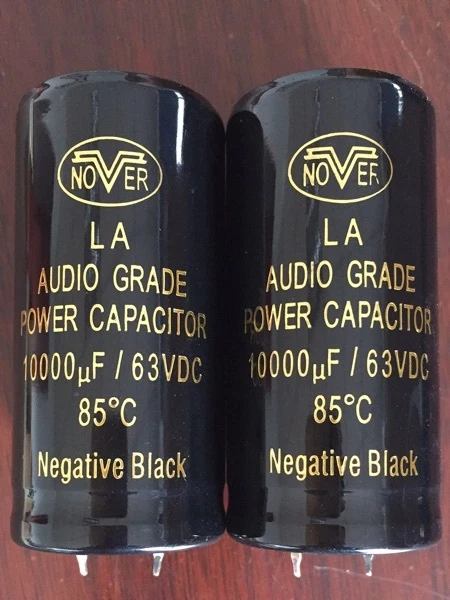 NOVER
LA
AUDIO GRADE
POWER CAPACITOR
10000µF / 63VDC
85°C
Negative Black
NOVER
LA
AUDIO GRADE
POWER CAPACITOR
10000µF / 63VDC
85°C
Negative Black